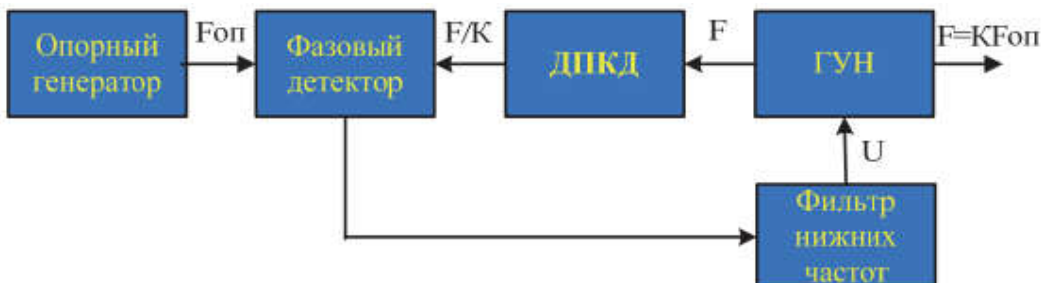 Опорный
генератор
Fоп
Фазовый
детектор
F/К
ДПКД
F
ГУН
F=КFоп
U
Фильтр
нижних
частот